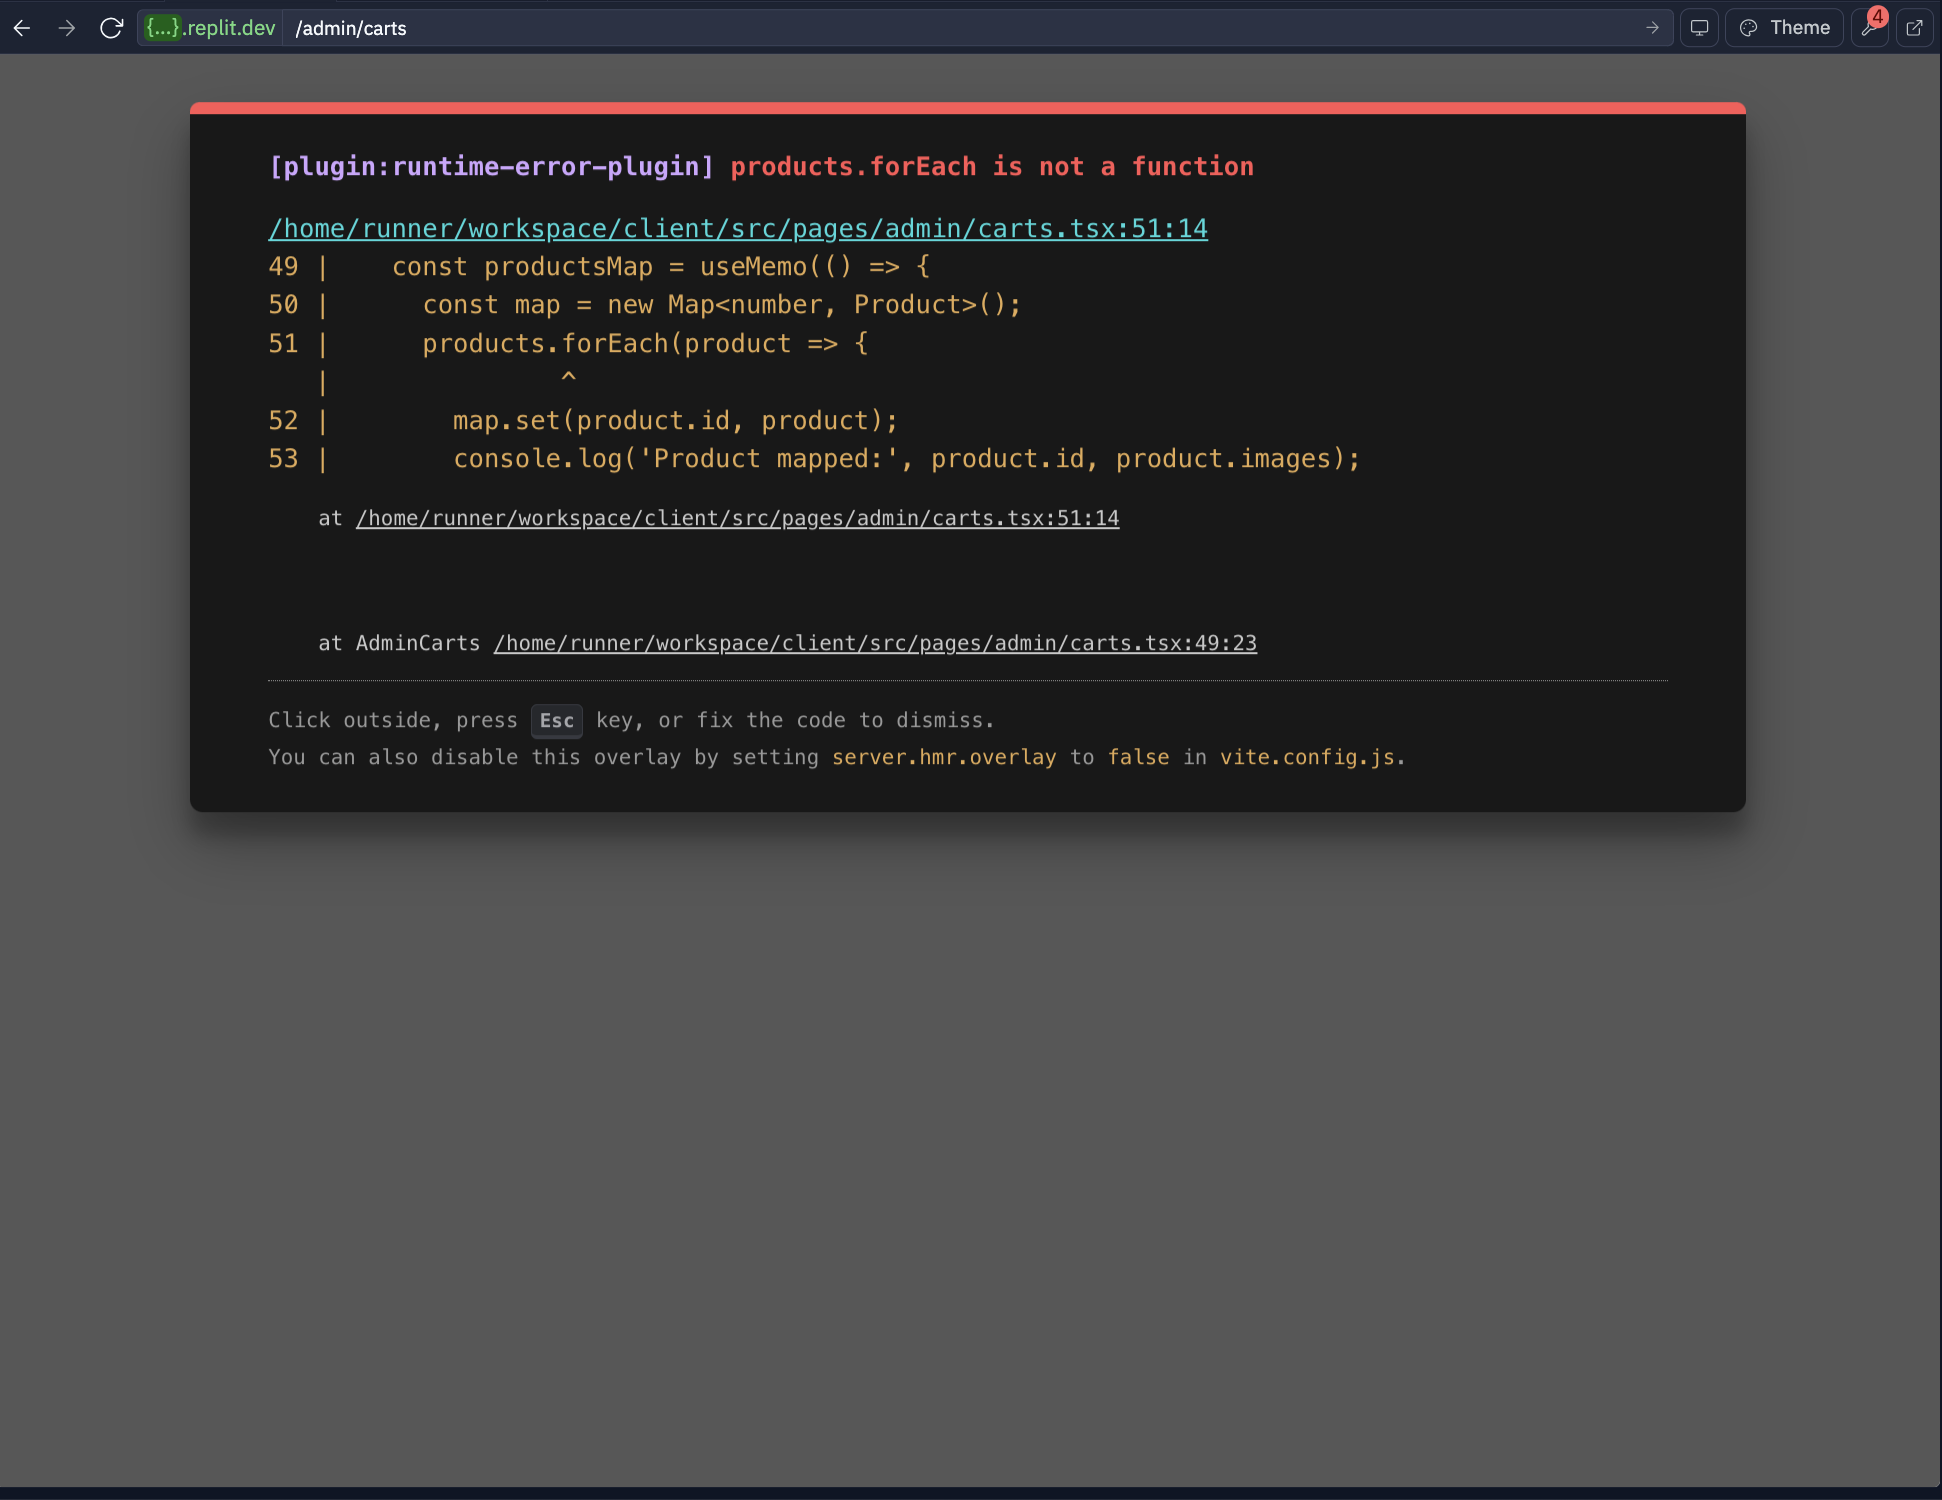 {...}.replit.dev /admin/carts Theme 4
[plugin:runtime-error-plugin] products.forEach is not a function
/home/runner/workspace/client/src/pages/admin/carts.tsx:51:14
49 |    const productsMap = useMemo(() => {
50 |      const map = new Map<number, Product>();
51 |      products.forEach(product => {
   |               ^
52 |        map.set(product.id, product);
53 |        console.log('Product mapped:', product.id, product.images);
at /home/runner/workspace/client/src/pages/admin/carts.tsx:51:14
at AdminCarts /home/runner/workspace/client/src/pages/admin/carts.tsx:49:23
Click outside, press Esc key, or fix the code to dismiss.
You can also disable this overlay by setting server.hmr.overlay to false in vite.config.js.